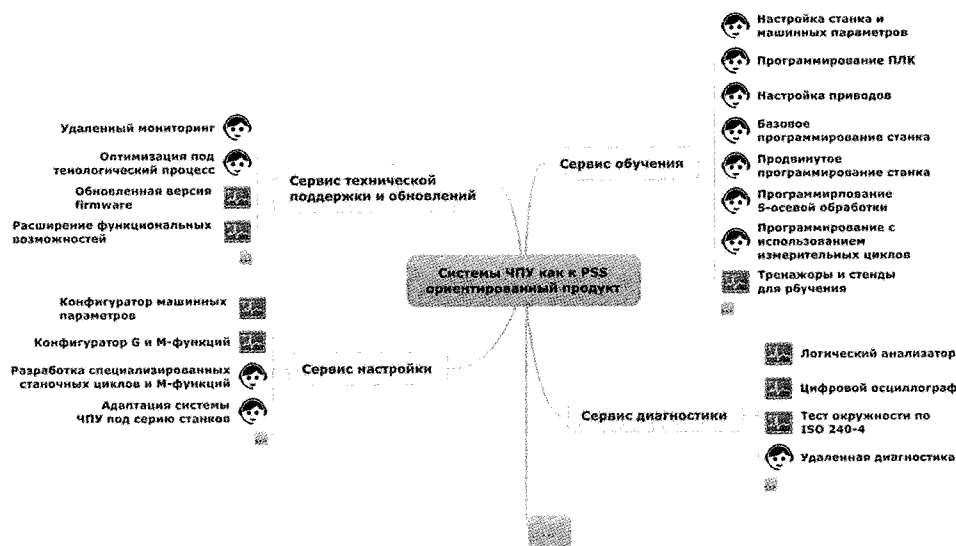 Системы ЧПУ как к PSS
ориентированный продукт
Сервис технической
поддержки и обновлений
Удаленный мониторинг
Оптимизация под
тенологический процесс
Обновленная версия
firmware
Расширение функциональных
возможностей
Сервис настройки
Конфигуратор машинных
параметров
Конфигуратор G и М-функций
Разработка специализированных
станочных циклов и М-функций
Адаптация системы
ЧПУ под серию станков
Сервис обучения
Настройка станка и
машинных параметров
Программирование ПЛК
Настройка приводов
Базовое
программирование станка
Продвинутое
программирование станка
Программирпование
5-осевой обработки
Программирование с
использованием
измерительных циклов
Тренажоры и стенды
для рбучения
Сервис диагностики
Логический анализатор
Цифровой осциллограф
Тест окружности по
ISO 240-4
Удаленная диагностика